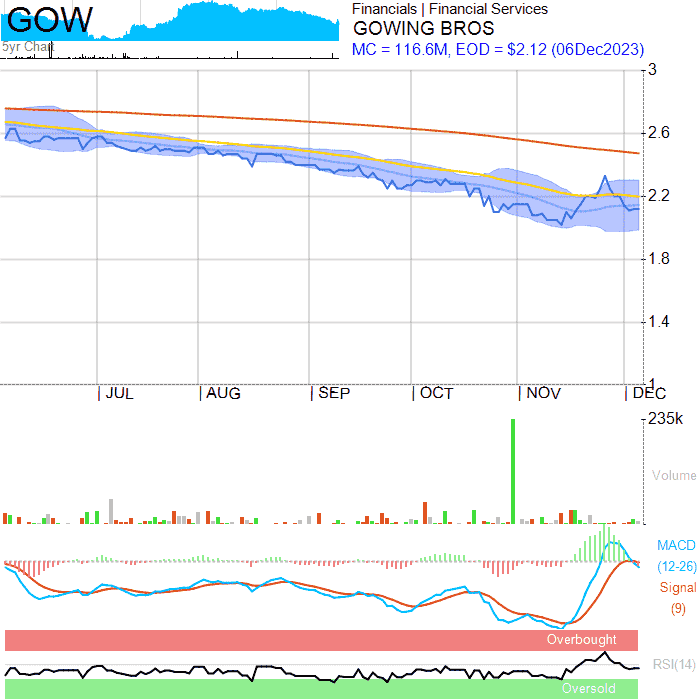 GOW
5yr Chart
Financials | Financial Services
GOWING BROS
MC = 116.6M, EOD = $2.12 (06Dec2023)
3
2.6
2.2
1.8
1.4
1
JUL AUG SEP OCT NOV DEC
235k
Volume
MACD
(12-26)
Signal
(9)
Overbought
RSI(14)
Oversold